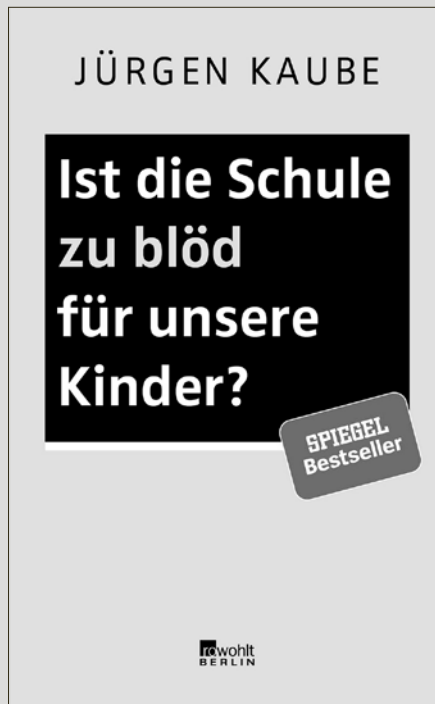 JÜRGEN KAUBE
Ist die Schule
zu blöd
für unsere
Kinder?
SPIEGEL
Bestseller
rowohlt
BERLIN